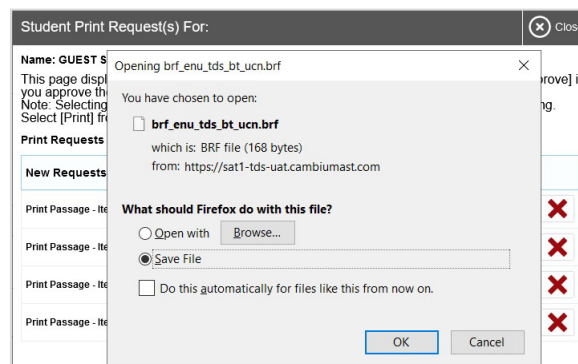 Student Print Request(s) For:
Clos
Name: GUEST S
This page displ
prove] i
you approve the
Note: Selecting
ng.
Select [Print] fr
Print Requests
New Requests
Print Passage - Ite
Print Passage - Ite
Print Passage - Ite
Print Passage - Ite
Opening brf_enu_tds_bt_ucn.brf
You have chosen to open:
brf_enu_tds_bt_ucn.brf
which is: BRF file (168 bytes)
from: https://sat1-tds-uat.cambiumast.com
What should Firefox do with this file?
Open with
Browse...
Save File
Do this automatically for files like this from now on.
OK
Cancel